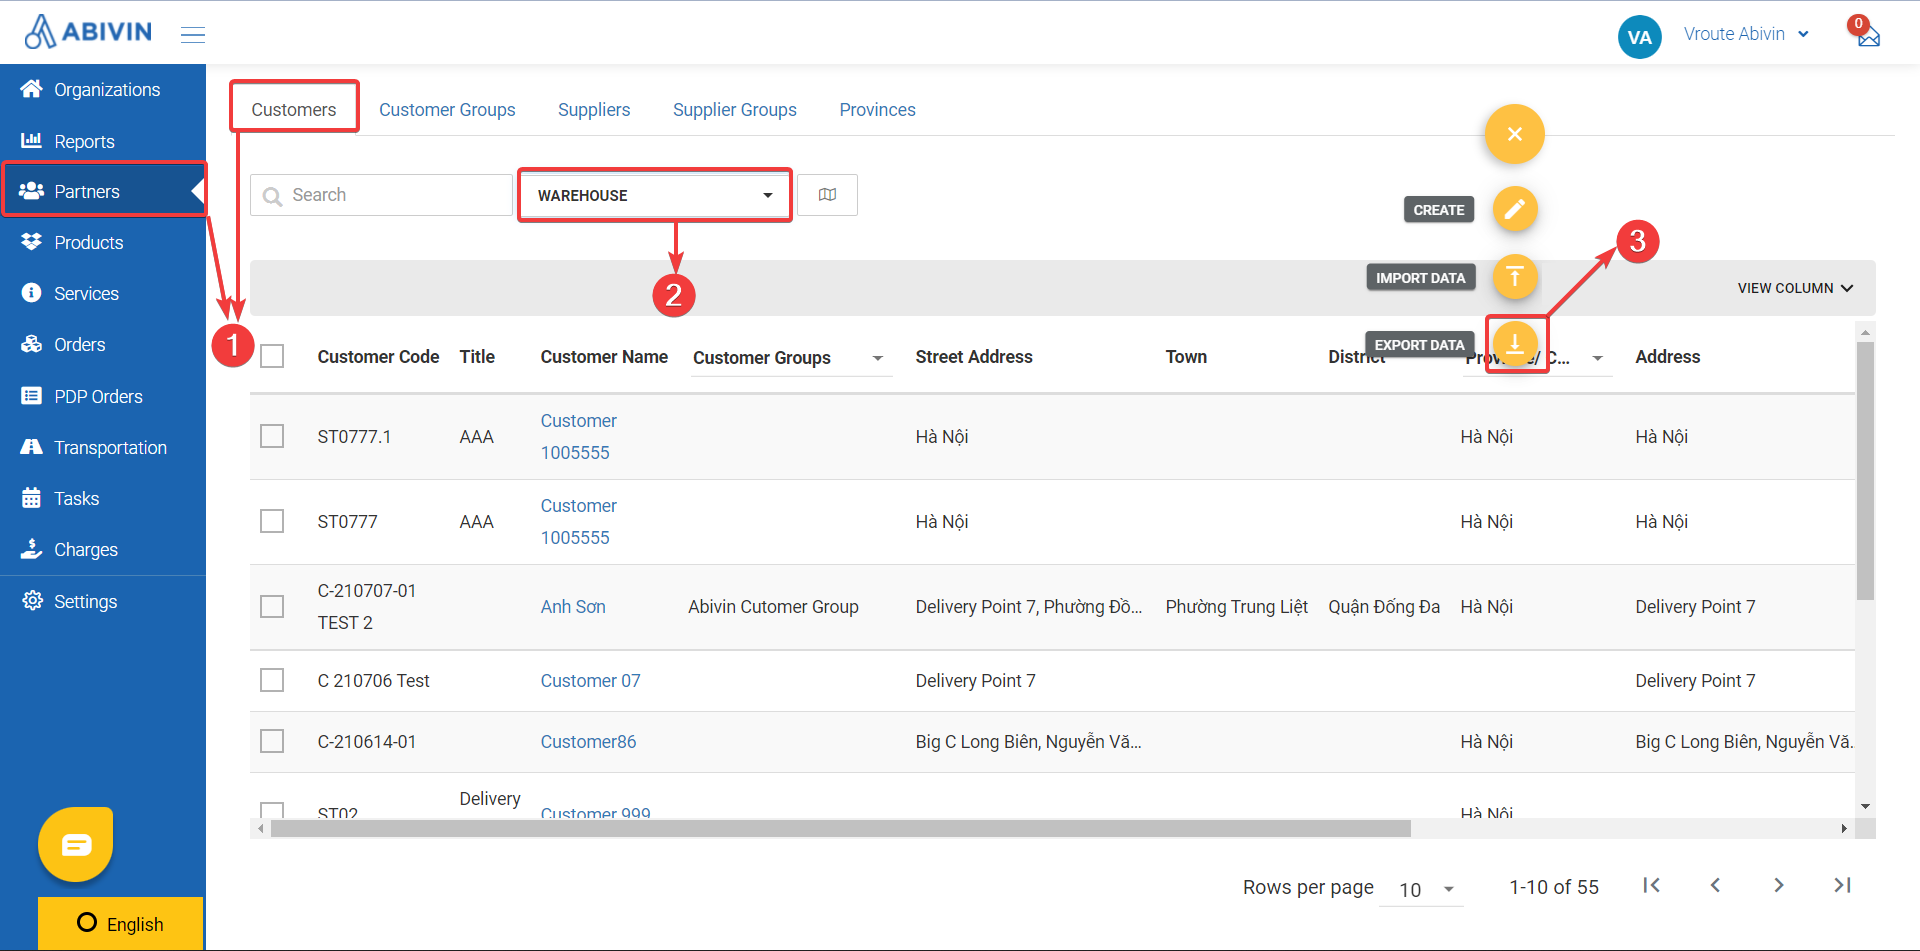 ABIVIN
VA
Vroute Abivin
0
Organizations
Reports
Partners
Products
Services
Orders
PDP Orders
Transportation
Tasks
Charges
Settings
English
Customers
Customer Groups
Suppliers
Supplier Groups
Provinces
Search
WAREHOUSE
CREATE
IMPORT DATA
EXPORT DATA
1
2
3
VIEW COLUMN
Customer Code Title Customer Name Customer Groups Street Address Town District Province/ C... Address
ST0777.1 AAA Customer 1005555 Hà Nội Hà Nội Hà Nội
ST0777 AAA Customer 1005555 Hà Nội Hà Nội Hà Nội
C-210707-01 TEST 2 Anh Sơn Abivin Cutomer Group Delivery Point 7, Phường Đồ... Phường Trung Liệt Quận Đống Đa Hà Nội Delivery Point 7
C 210706 Test Customer 07 Delivery Point 7 Delivery Point 7
C-210614-01 Customer86 Big C Long Biên, Nguyễn Vă... Hà Nội Big C Long Biên, Nguyễn Vă..
ST02 Delivery Customer 999 Hà Nội
Rows per page 10 1-10 of 55